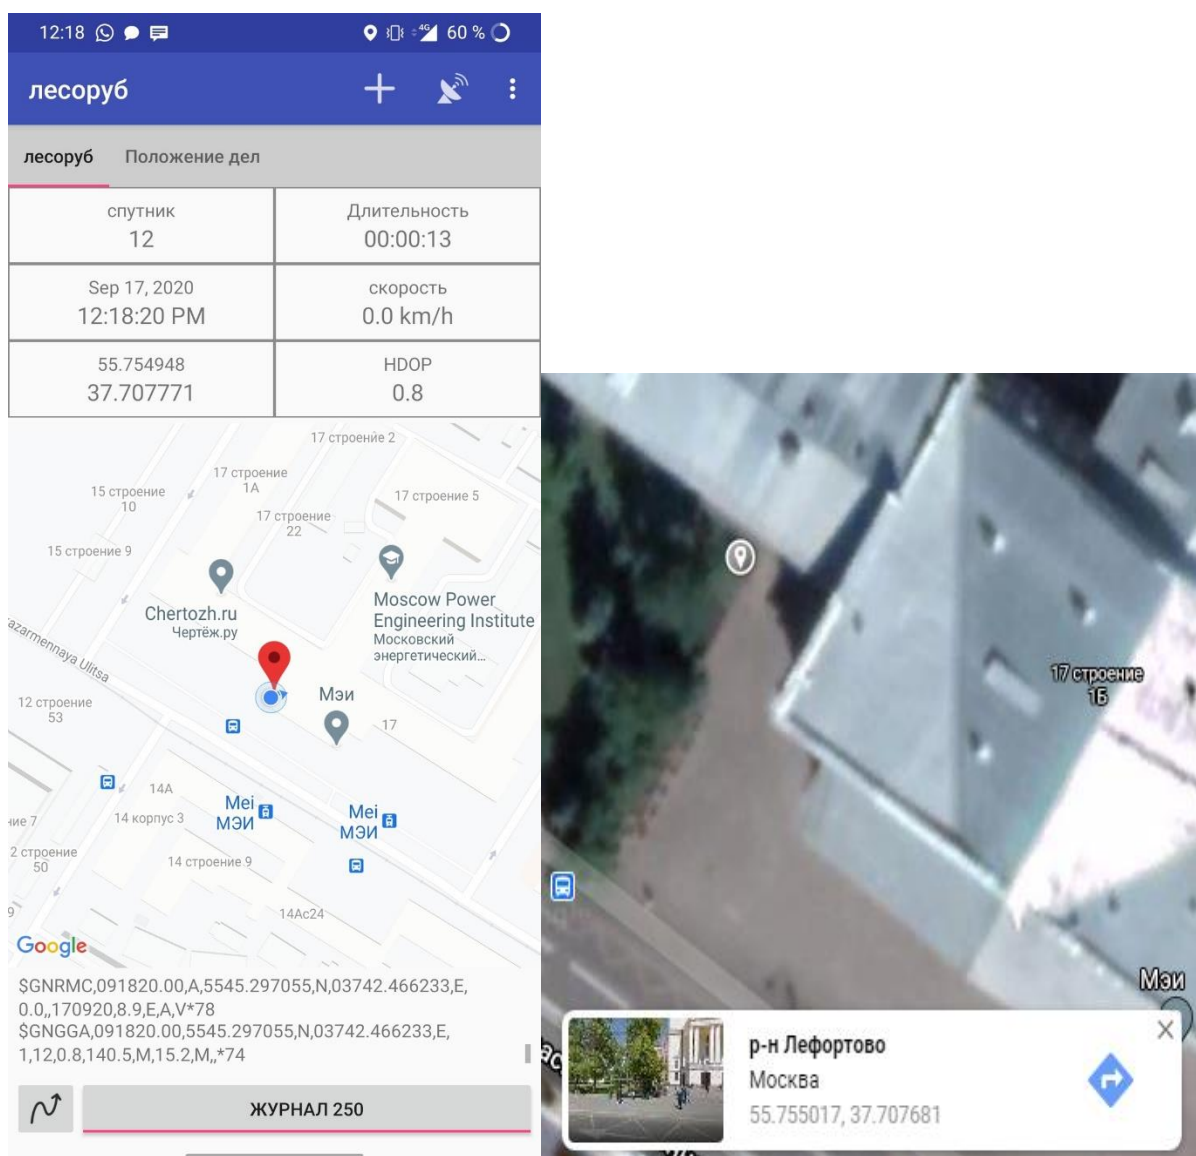 12:18
4G 60 %
лесоруб
лесоруб Положение дел
спутник
12
Длительность
00:00:13
Sep 17, 2020
12:18:20 PM
скорость
0.0 km/h
55.754948
37.707771
HDOP
0.8
17 строение 2
17 строение
1А
15 строение
10
17 строение 5
17 строение
22
15 строение 9
Chertozh.ru
Чертёж.ру
Moscow Power
Engineering Institute
Московский
энергетический...
azarmennaya Ulitsa
Мэи
12 строение
53
17
14А
Mei
МЭИ
Mei
МЭИ
ние 7
14 корпус 3
2 строение
50
14 строение 9
9
14Ас24
Google
$GNRMC,091820.00,A,5545.297055,N,03742.466233,E,
0.0,,170920,8.9,E,A,V*78
$GNGGA,091820.00,5545.297055,N,03742.466233,E,
1,12,0.8,140.5,M,15.2,M,,*74
ЖУРНАЛ 250
17 строение
1Б
Мэи
р-н Лефортово
Москва
55.755017, 37.707681